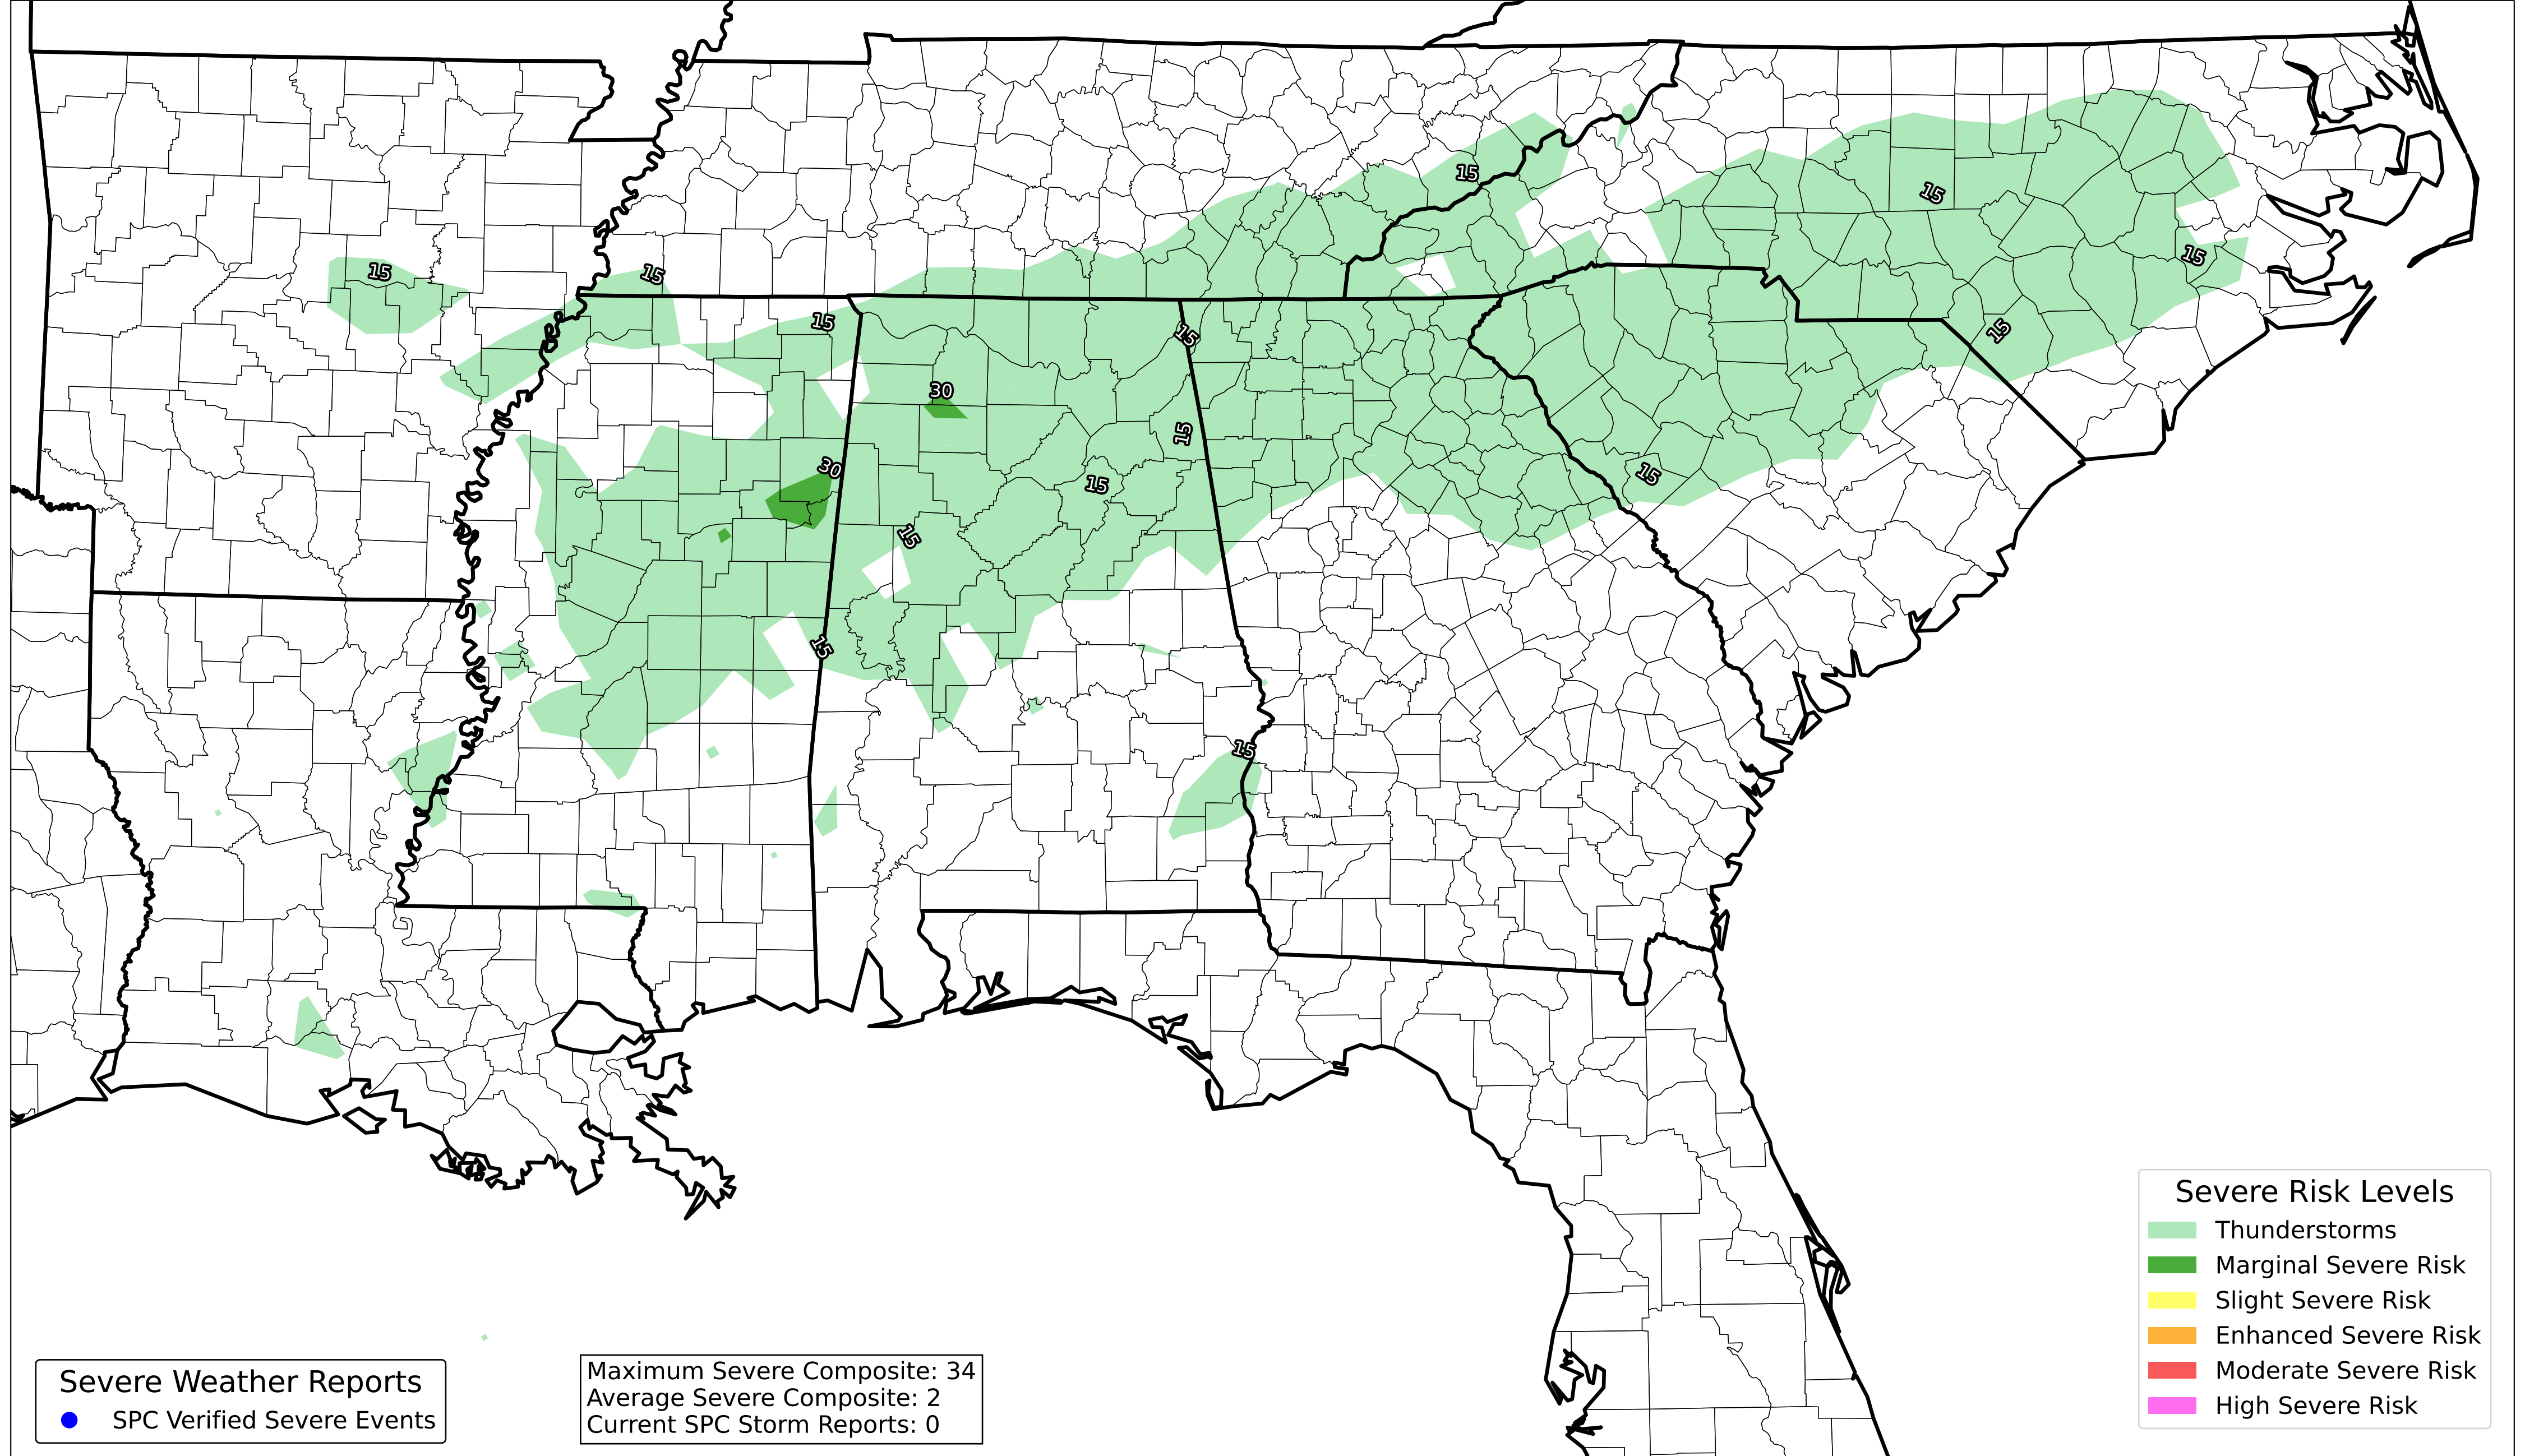 15
15
15
15
15
15
15
15
30
15
30
15
15
15
15
15
Severe Risk Levels
Thunderstorms
Marginal Severe Risk
Slight Severe Risk
Enhanced Severe Risk
Moderate Severe Risk
High Severe Risk
Severe Weather Reports
SPC Verified Severe Events
Maximum Severe Composite: 34
Average Severe Composite: 2
Current SPC Storm Reports: 0